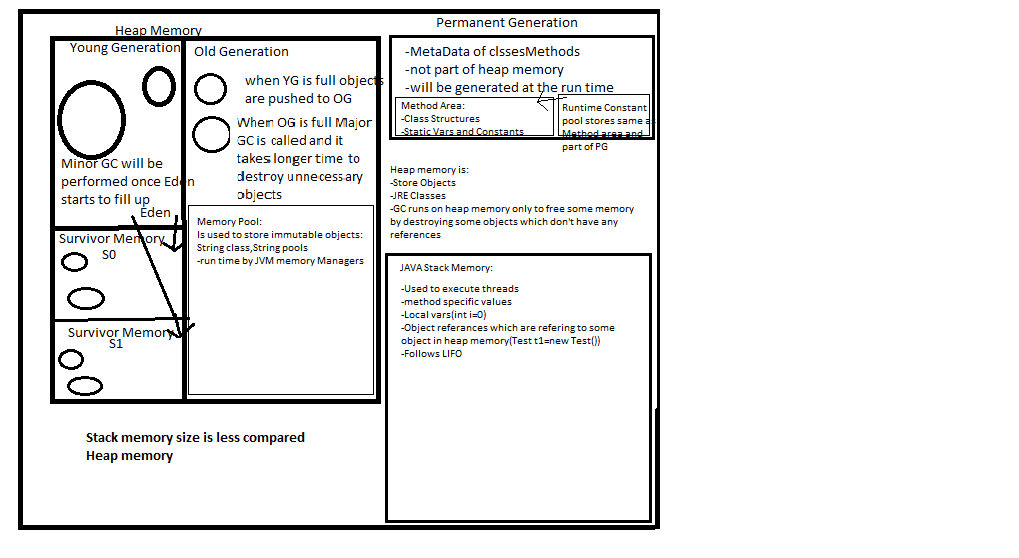 Heap Memory
Young Generation
Minor GC will be
performed once Eden
starts to fill up
Eden
Survivor Memory
S0
Survivor Memory
S1
Old Generation
when YG is full objects
are pushed to OG
When OG is full Major
GC is called and it
takes longer time to
destroy unnecessary
objects
Memory Pool:
Is used to store immutable objects:
String class,String pools
-run time by JVM memory Managers
Stack memory size is less compared
Heap memory
Permanent Generation
-MetaData of clssesMethods
-not part of heap memory
-will be generated at the run time
Method Area:
-Class Structures
-Static Vars and Constants
Runtime Constant
pool stores same as
Method area and
part of PG
Heap memory is:
-Store Objects
-JRE Classes
-GC runs on heap memory only to free some memory
by destroying some objects which don't have any
references
JAVA Stack Memory:
-Used to execute threads
-method specific values
-Local vars(int i=0)
-Object referances which are refering to some
object in heap memory(Test t1=new Test())
-Follows LIFO